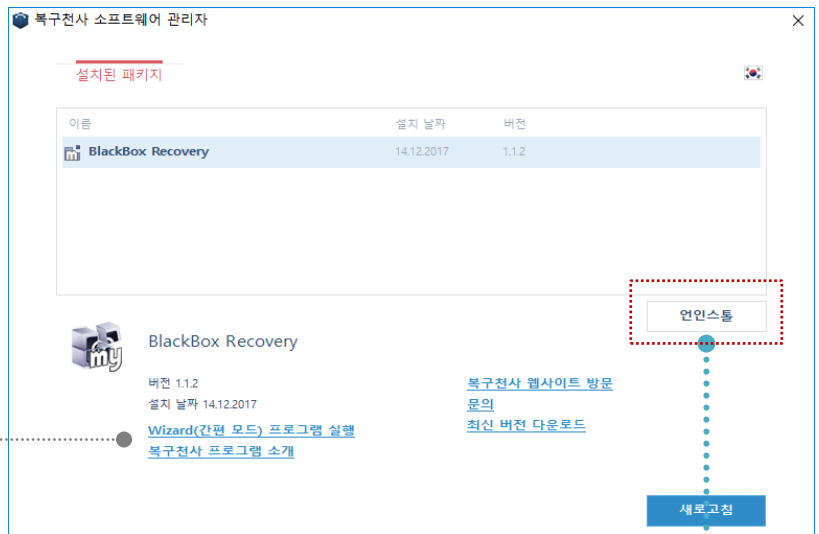 복구천사 소프트웨어 관리자
설치된 패키지
이름 설치 날짜 버전
BlackBox Recovery 14.12.2017 1.1.2
언인스톨
my
BlackBox Recovery
버전 1.1.2
설치 날짜 14.12.2017
Wizard(간편 모드) 프로그램 실행
복구천사 프로그램 소개
복구천사 웹사이트 방문
문의
최신 버전 다운로드
새로고침